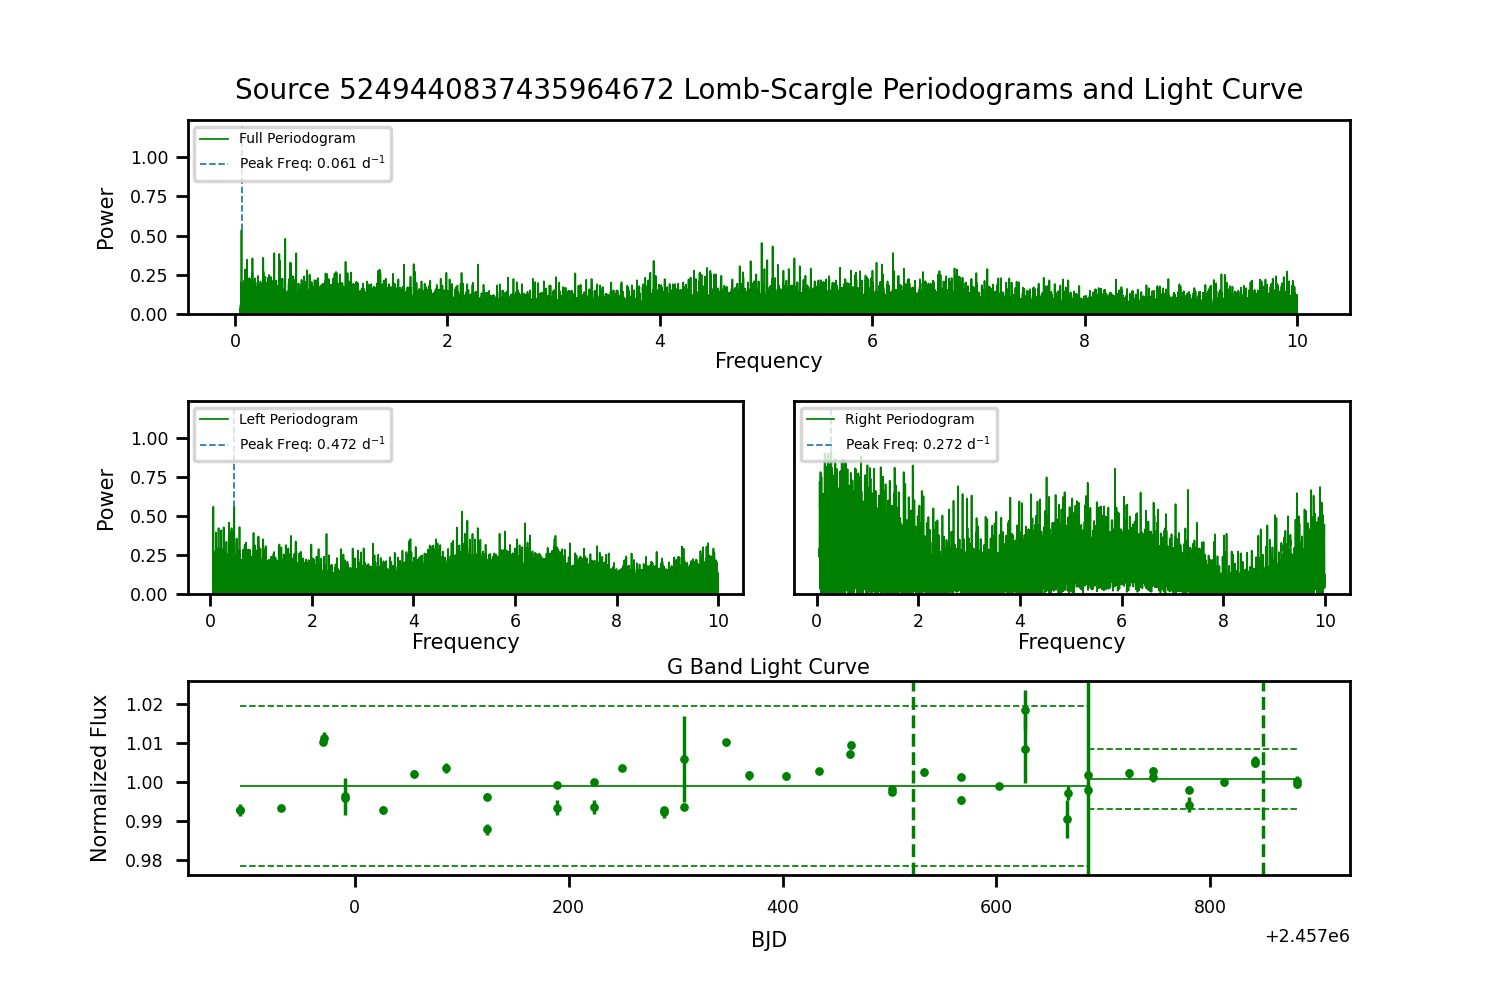 Source 5249440837435964672 Lomb-Scargle Periodograms and Light Curve
Full Periodogram
Peak Freq: 0.061 d⁻¹
1.00
0.75
0.50
0.25
0.00
Power
0 2 4 6 8 10
Frequency
Left Periodogram
Peak Freq: 0.472 d⁻¹
1.00
0.75
0.50
0.25
0.00
Power
0 2 4 6 8 10
Frequency
Right Periodogram
Peak Freq: 0.272 d⁻¹
0 2 4 6 8 10
Frequency
G Band Light Curve
1.02
1.01
1.00
0.99
0.98
Normalized Flux
0 200 400 600 800
+2.457e6
BJD